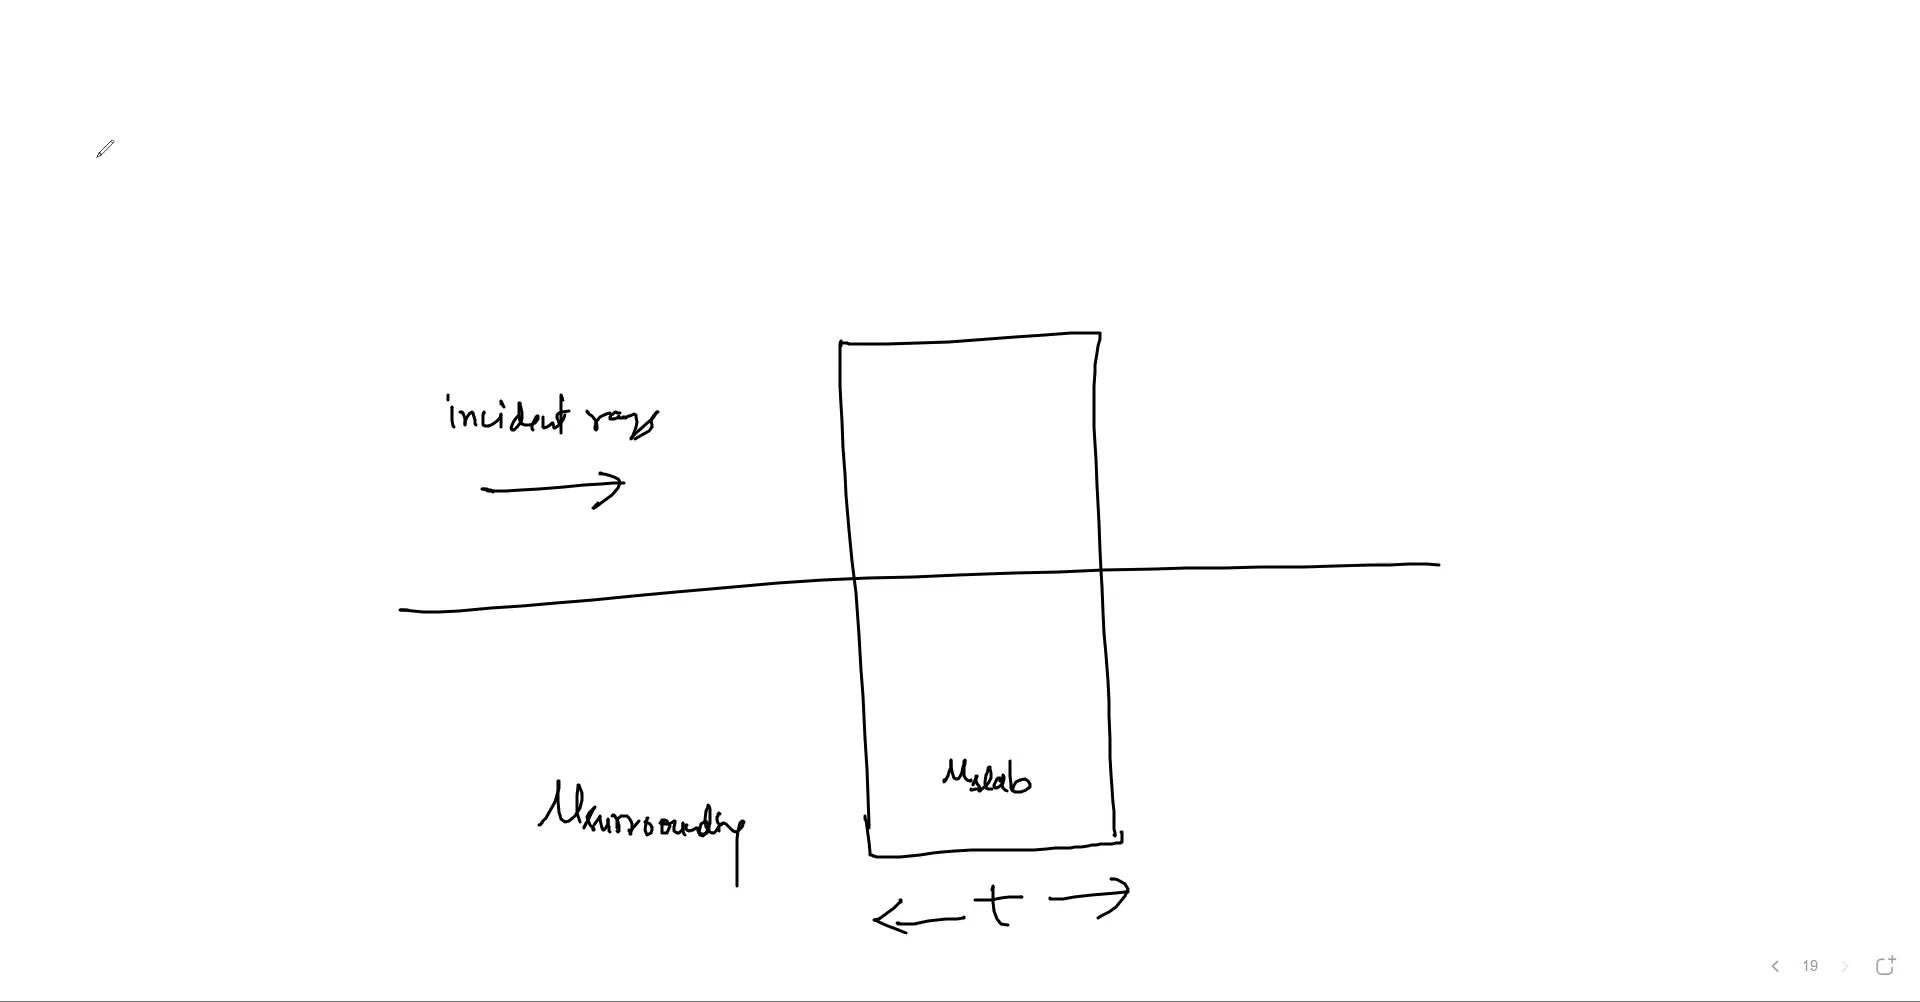 incident rays
μsurrounding
μslab
t
19